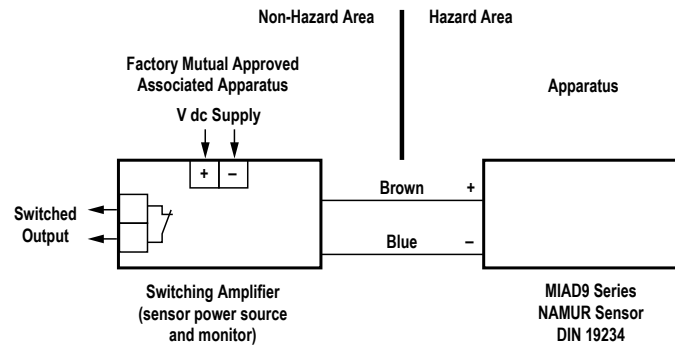 Non-Hazard Area
Hazard Area
Factory Mutual Approved
Associated Apparatus
Apparatus
V dc Supply
+ –
Brown +
Switched
Output
Blue –
Switching Amplifier
(sensor power source
and monitor)
MIAD9 Series
NAMUR Sensor
DIN 19234